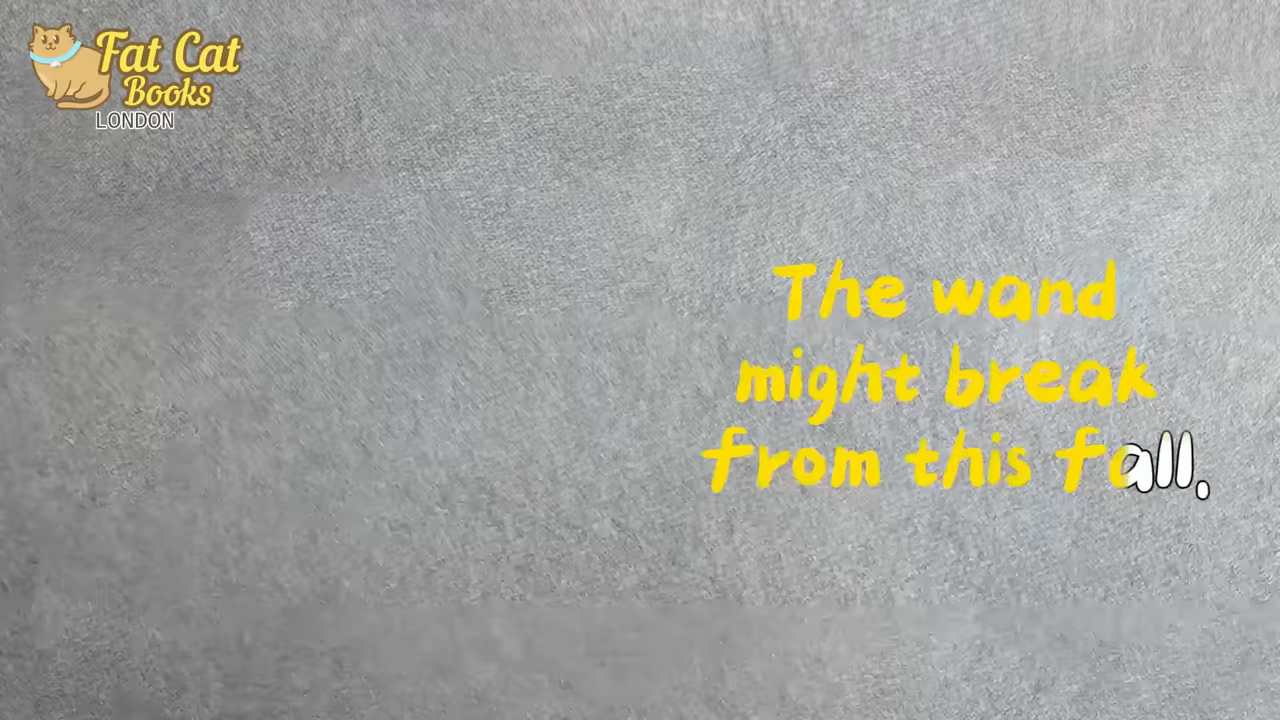 Fat Cat
Books
LONDON
The wand
might break
from this fall.